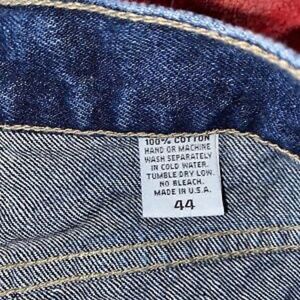 100% COTTON
HAND OR MACHINE
WASH SEPARATELY
IN COLD WATER.
TUMBLE DRY LOW.
NO BLEACH.
MADE IN U.S.A.
44